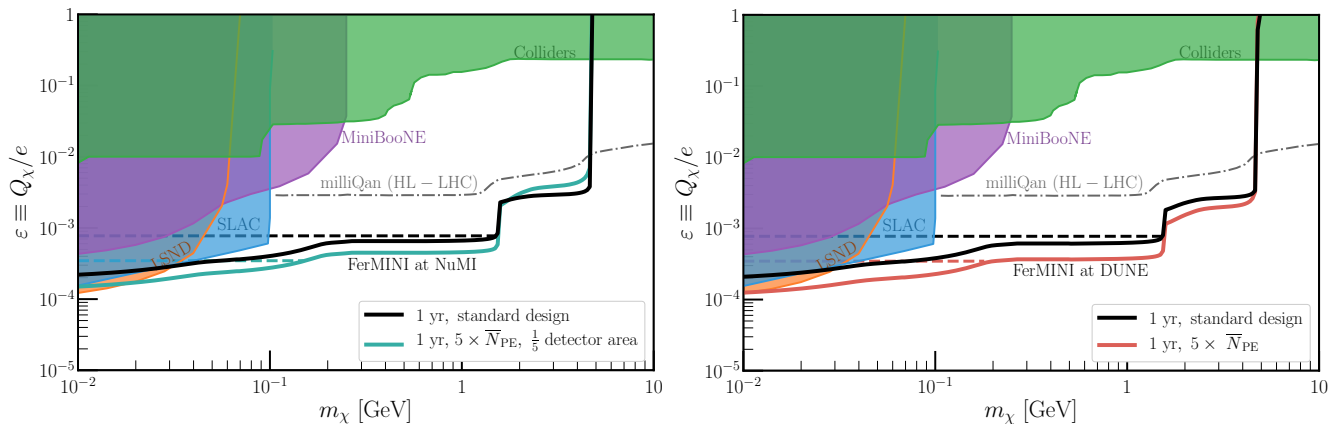 1
10⁻¹
10⁻²
10⁻³
10⁻⁴
10⁻⁵
ε ≡ Q_χ/e
Colliders
MiniBooNE
milliQan (HL − LHC)
SLAC
LSND
FerMINI at NuMI
1 yr, standard design
1 yr, 5 × N̅_PE, 1/5 detector area
10⁻² 10⁻¹ 1 10
m_χ [GeV]
1
10⁻¹
10⁻²
10⁻³
10⁻⁴
10⁻⁵
ε ≡ Q_χ/e
Colliders
MiniBooNE
milliQan (HL − LHC)
SLAC
LSND
FerMINI at DUNE
1 yr, standard design
1 yr, 5 × N̅_PE
10⁻² 10⁻¹ 1 10
m_χ [GeV]